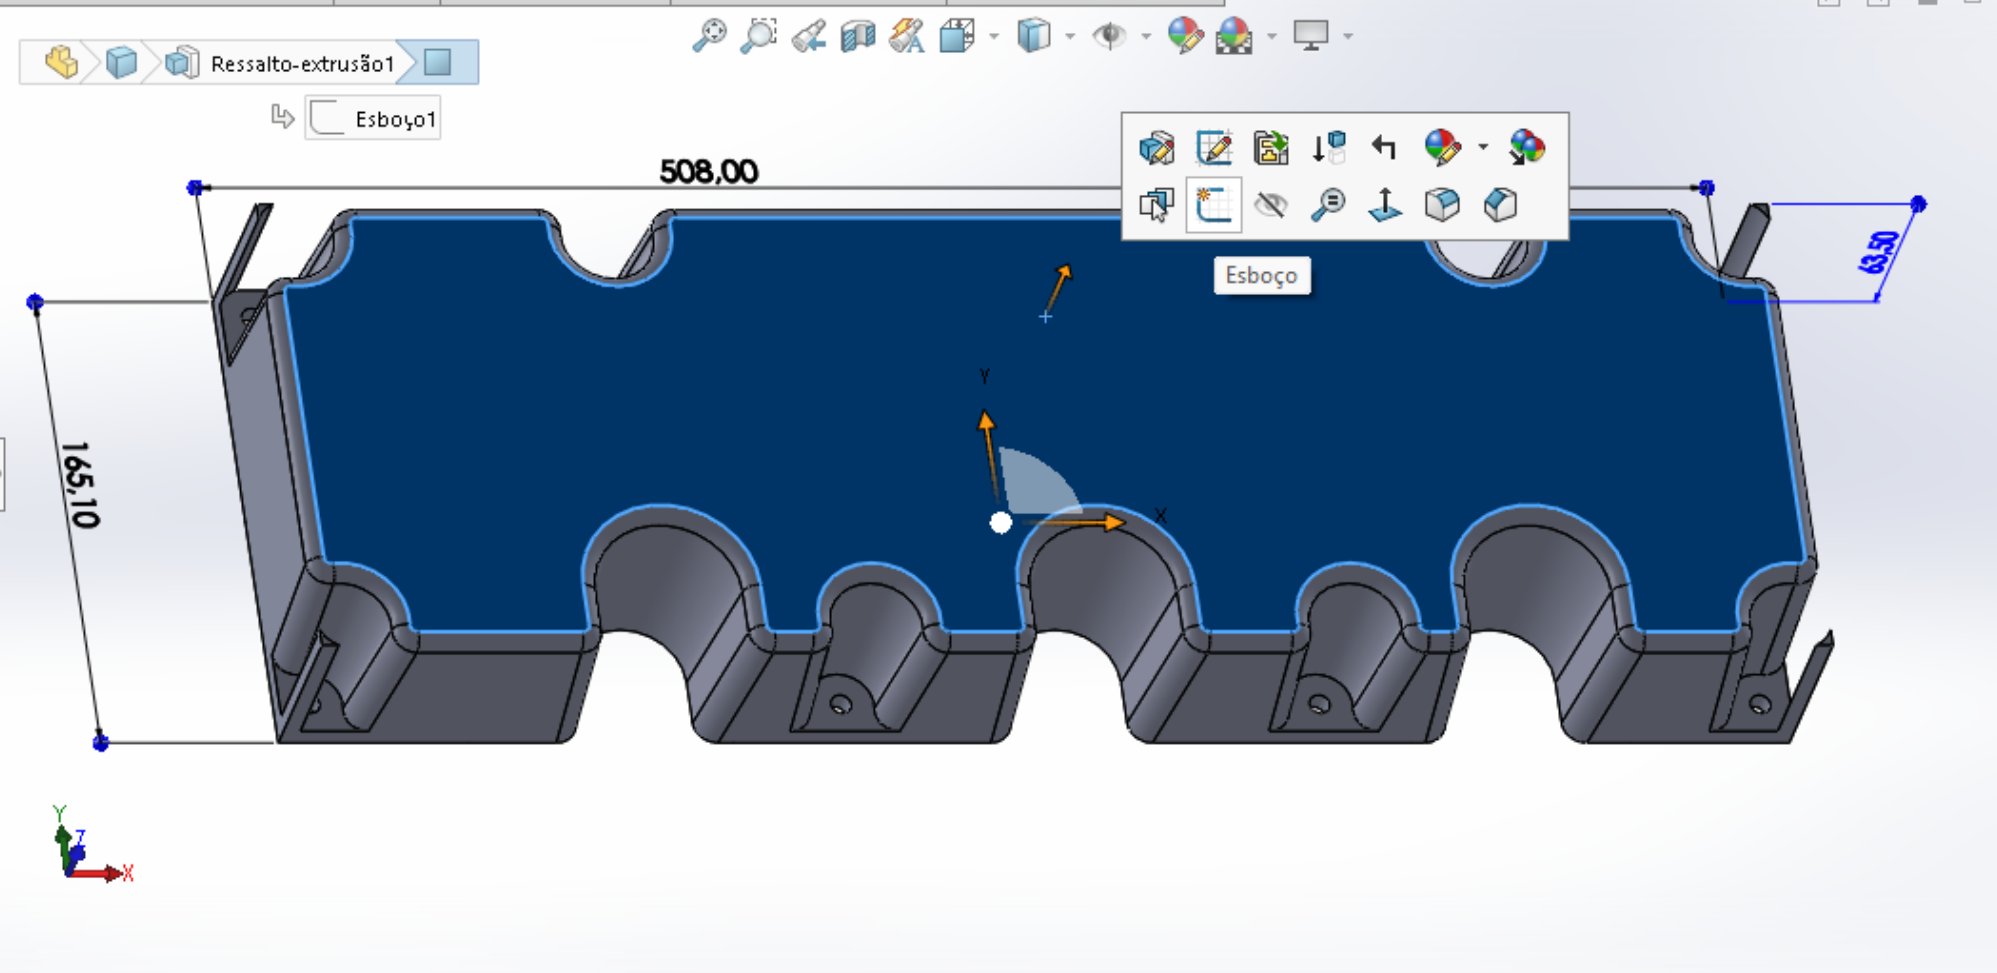 Ressalto-extrusão1
Esboço1
508,00
63,50
Esboço
Y
X
165,10
Y
Z
X